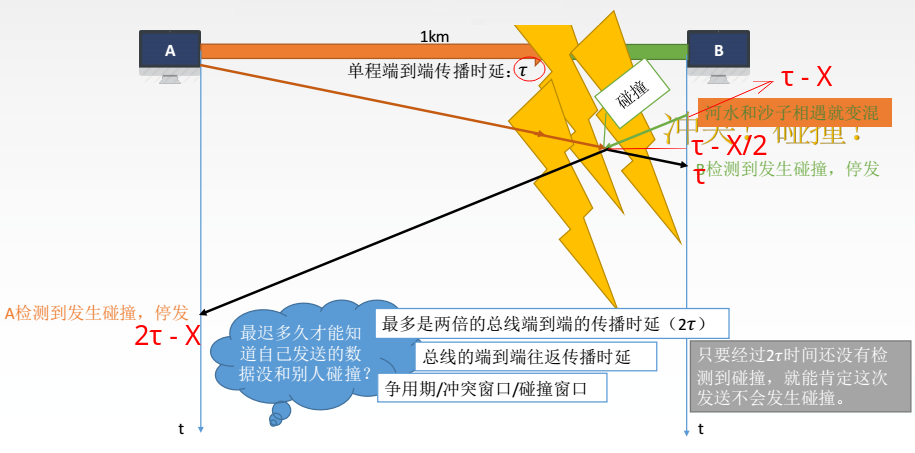 1km
A
B
单程端到端传播时延：τ
碰撞
τ - X
河水和沙子相遇就变混
冲突！碰撞！
τ - X/2
τ
B检测到发生碰撞，停发
A检测到发生碰撞，停发
2τ - X
最迟多久才能知
道自己发送的数
据没和别人碰撞？
最多是两倍的总线端到端的传播时延（2τ）
总线的端到端往返传播时延
争用期/冲突窗口/碰撞窗口
只要经过2τ时间还没有检
测到碰撞，就能肯定这次
发送不会发生碰撞。
t
t